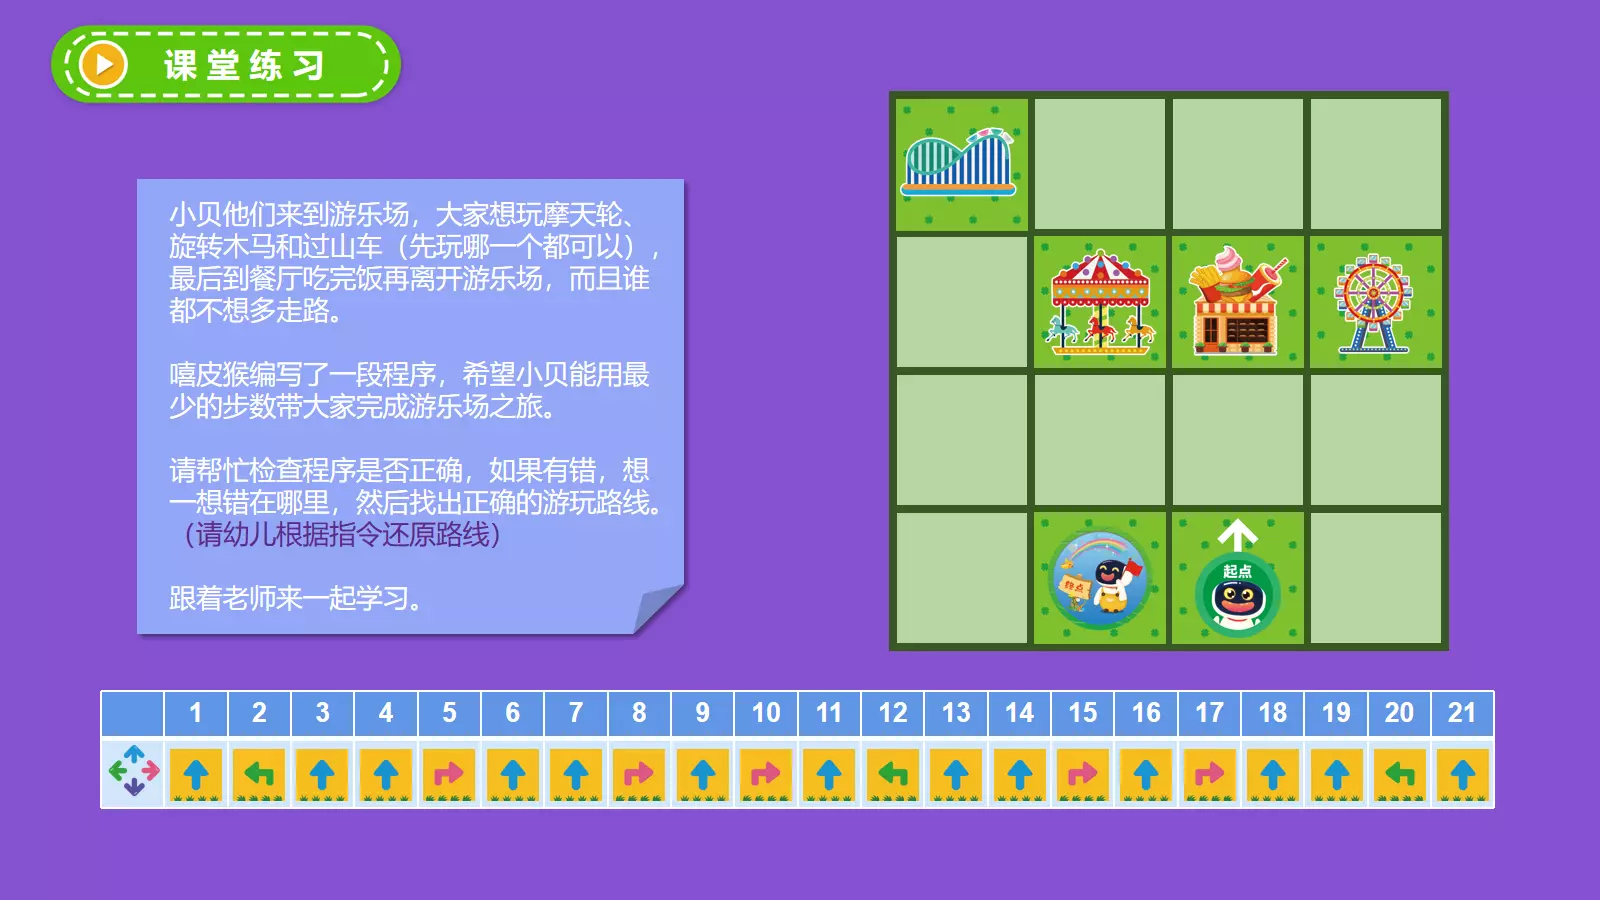 课堂练习
小贝他们来到游乐场，大家想玩摩天轮、
旋转木马和过山车（先玩哪一个都可以），
最后到餐厅吃完饭再离开游乐场，而且谁
都不想多走路。
嘻皮猴编写了一段程序，希望小贝能用最
少的步数带大家完成游乐场之旅。
请帮忙检查程序是否正确，如果有错，想
一想错在哪里，然后找出正确的游玩路线。
（请幼儿根据指令还原路线）
跟着老师来一起学习。
终点
起点
1 2 3 4 5 6 7 8 9 10 11 12 13 14 15 16 17 18 19 20 21